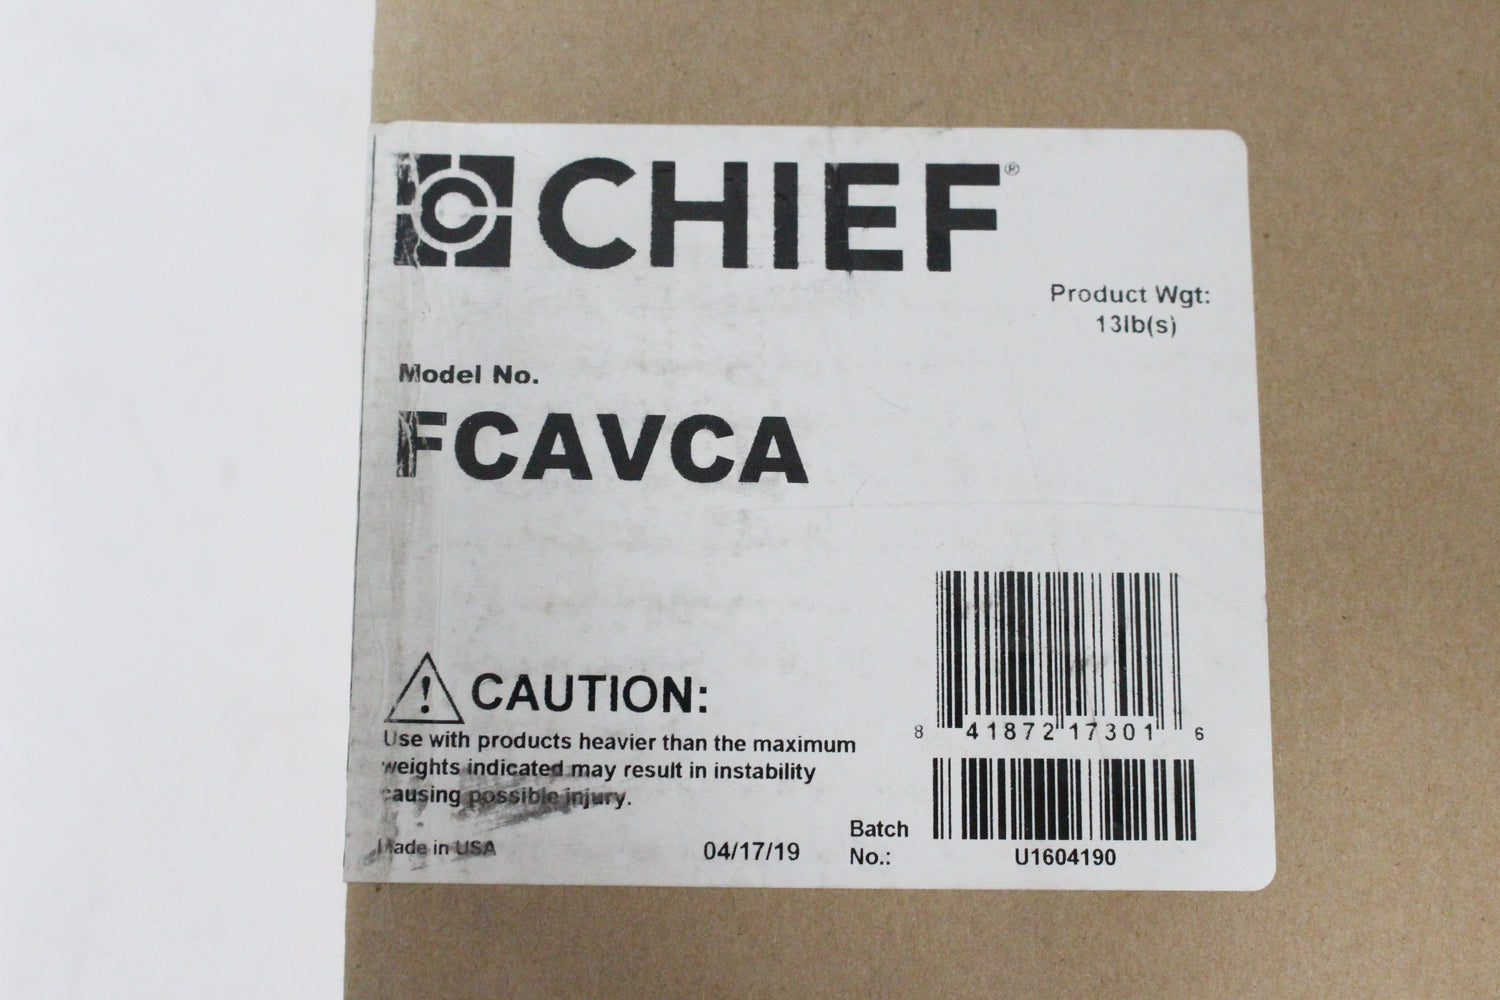 CHIEF®
Product Wgt:
13lb(s)
Model No.
FCAVCA
CAUTION:
Use with products heavier than the maximum
weights indicated may result in instability
causing possible injury.
8 41872 17301 6
Made in USA
04/17/19
Batch
No.:
U1604190